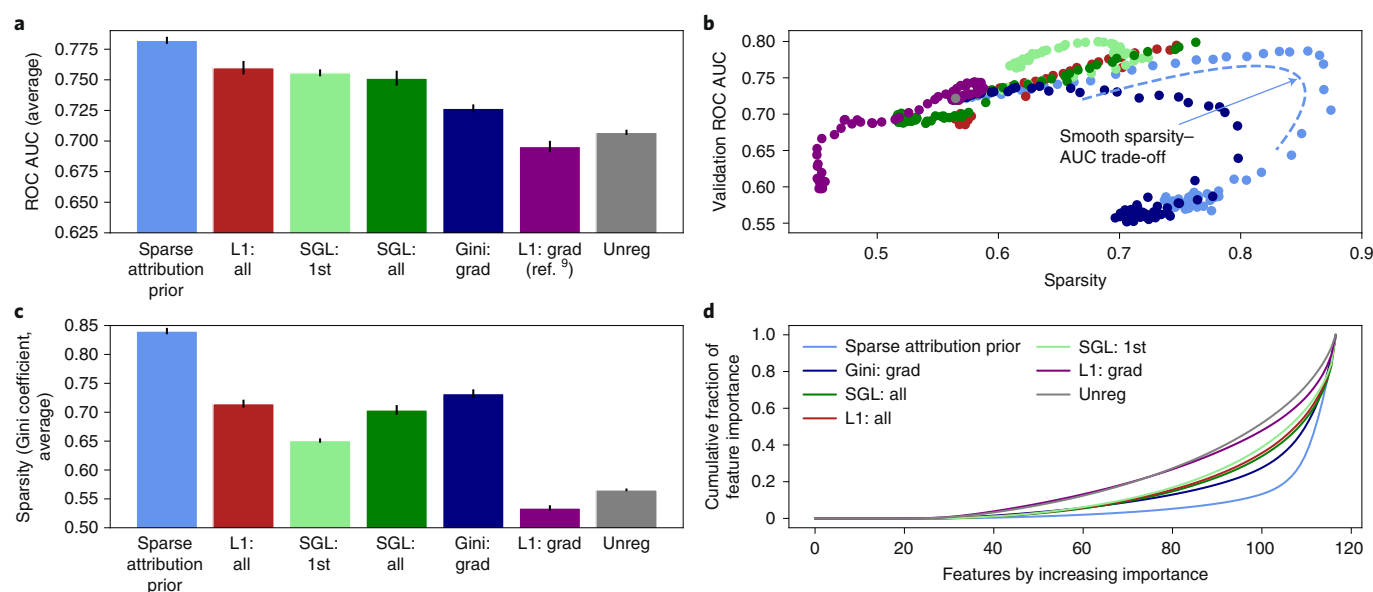 a
ROC AUC (average)
0.775
0.750
0.725
0.700
0.675
0.650
0.625
Sparse
attribution
prior
L1:
all
SGL:
1st
SGL:
all
Gini:
grad
L1: grad
(ref. 9)
Unreg
b
Validation ROC AUC
0.80
0.75
0.70
0.65
0.60
0.55
Smooth sparsity–
AUC trade-off
0.5
0.6
0.7
0.8
0.9
Sparsity
c
Sparsity (Gini coefficient,
average)
0.85
0.80
0.75
0.70
0.65
0.60
0.55
0.50
Sparse
attribution
prior
L1:
all
SGL:
1st
SGL:
all
Gini:
grad
L1: grad
Unreg
d
Cumulative fraction of
feature importance
1.0
0.8
0.6
0.4
0.2
0
Sparse attribution prior
Gini: grad
SGL: all
L1: all
SGL: 1st
L1: grad
Unreg
0
20
40
60
80
100
120
Features by increasing importance